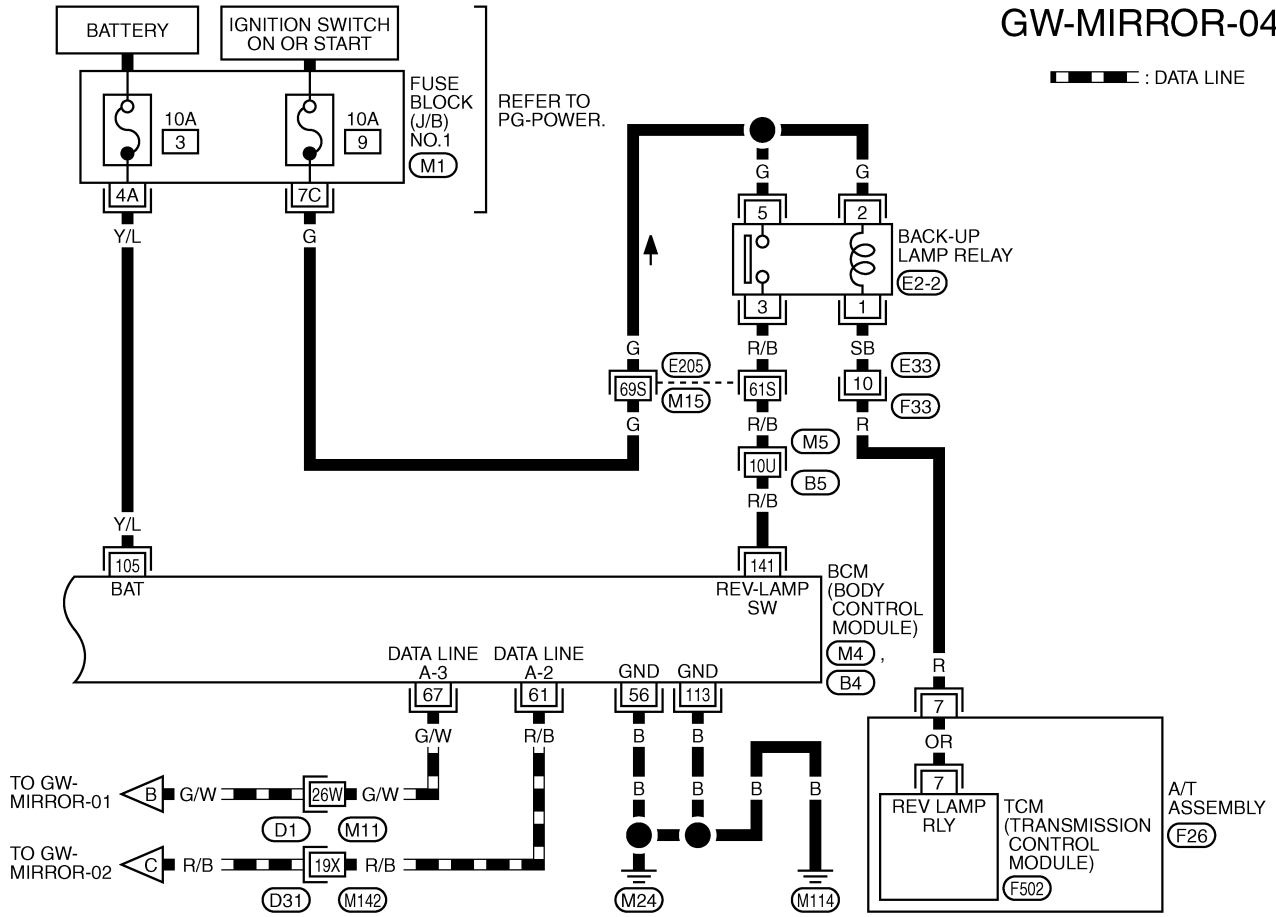 GW-MIRROR-04
: DATA LINE
BATTERY
IGNITION SWITCH
ON OR START
FUSE
BLOCK
(J/B)
NO.1
M1
10A
3
10A
9
REFER TO
PG-POWER.
4A
7C
Y/L
G
G
G
5
2
BACK-UP
LAMP RELAY
E2-2
3
1
G
R/B
SB
E205
M15
69S
61S
10
E33
F33
G
R/B
R
M5
10U
B5
R/B
Y/L
105
BAT
141
REV-LAMP
SW
BCM
(BODY
CONTROL
MODULE)
M4 ,
B4
DATA LINE
A-3
DATA LINE
A-2
GND
GND
67
61
56
113
G/W
R/B
B
B
R
7
OR
7
REV LAMP
RLY
TCM
(TRANSMISSION
CONTROL
MODULE)
F502
A/T
ASSEMBLY
F26
B
B
B
B
TO GW-
MIRROR-01
B
G/W
26W
G/W
D1
M11
TO GW-
MIRROR-02
C
R/B
19X
R/B
D31
M142
M24
M114